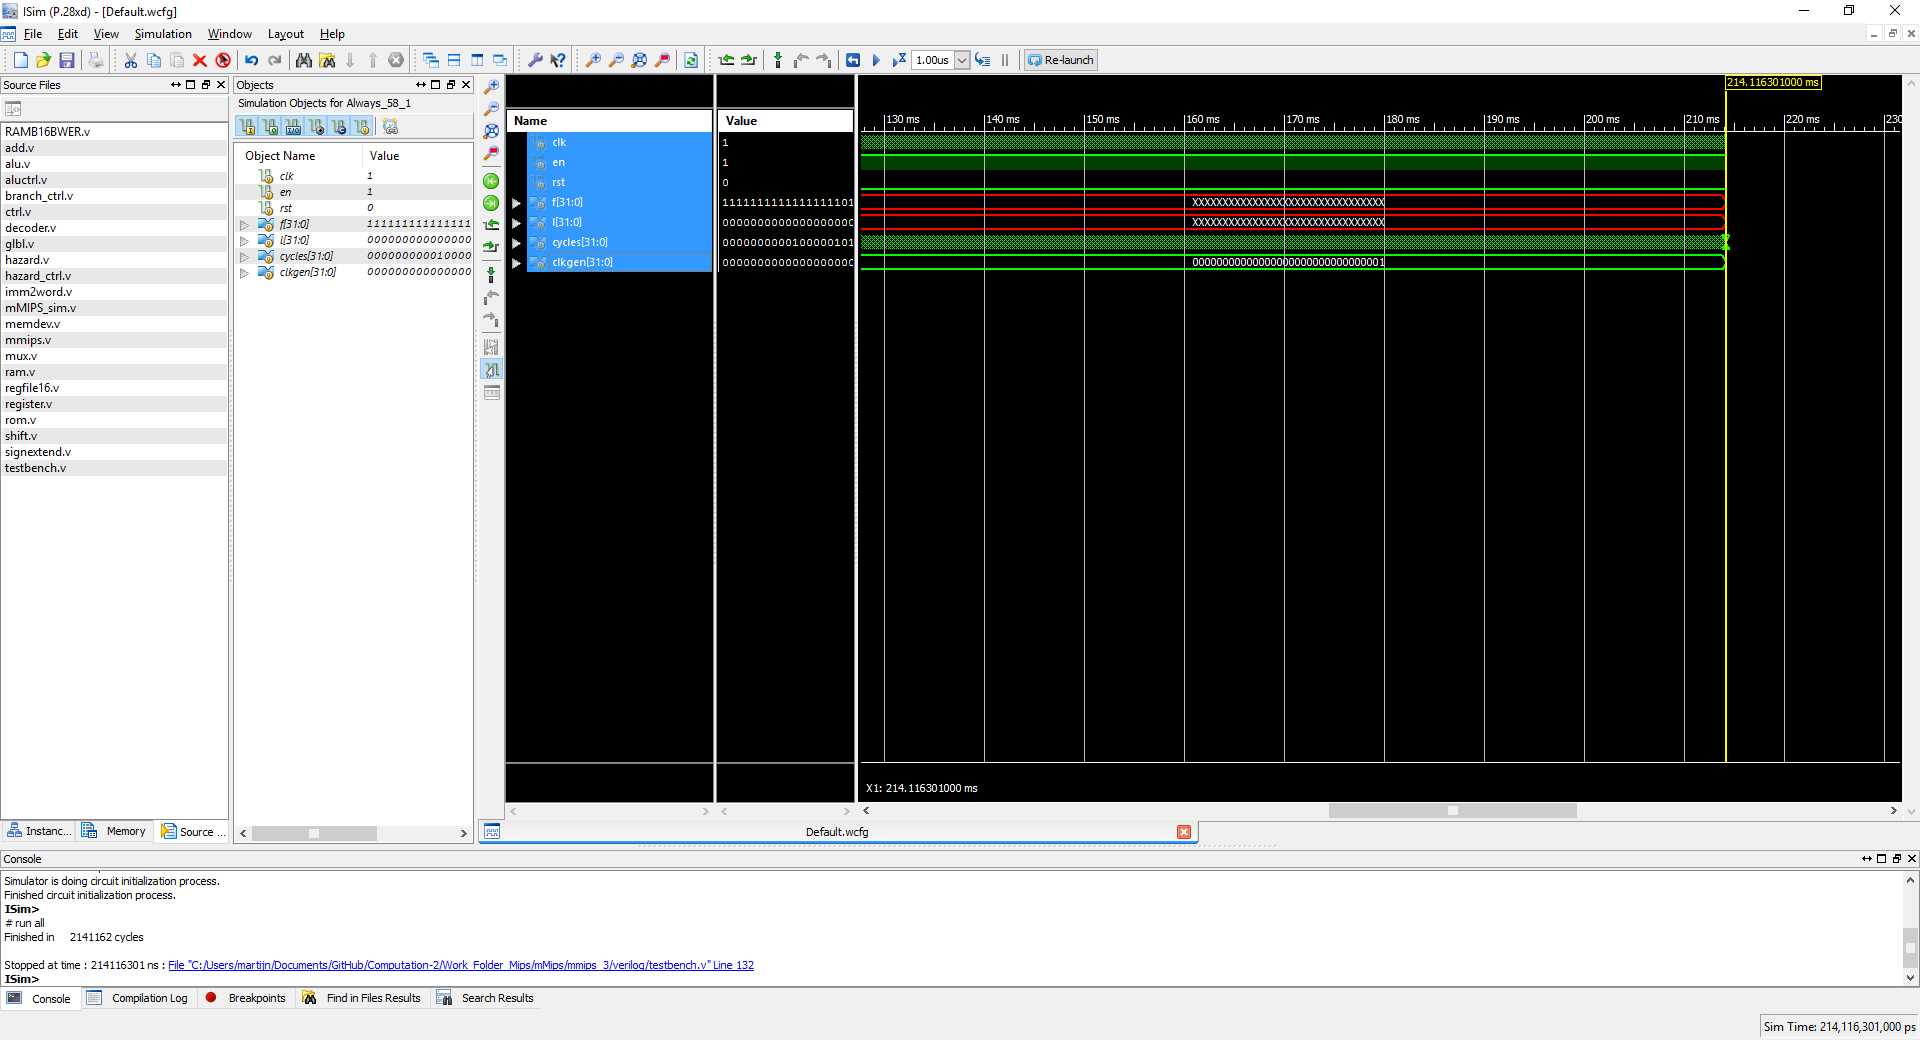 ISim (P.28xd) - [Default.wcfg]
File Edit View Simulation Window Layout Help
1.00us Re-launch
Source Files
RAMB16BWER.v
add.v
alu.v
aluctrl.v
branch_ctrl.v
ctrl.v
decoder.v
glbl.v
hazard.v
hazard_ctrl.v
imm2word.v
mMIPS_sim.v
memdev.v
mmips.v
mux.v
ram.v
regfile16.v
register.v
rom.v
shift.v
signextend.v
testbench.v
Instanc... Memory Source ...
Objects
Simulation Objects for Always_58_1
Object Name Value
clk 1
en 1
rst 0
f[31:0] 111111111111111
l[31:0] 000000000000000
cycles[31:0] 000000000010000
clkgen[31:0] 000000000000000
Name Value
clk 1
en 1
rst 0
f[31:0] 1111111111111111101
l[31:0] 0000000000000000000
cycles[31:0] 0000000000100000101
clkgen[31:0] 0000000000000000000
214.116301000 ms
130 ms 140 ms 150 ms 160 ms 170 ms 180 ms 190 ms 200 ms 210 ms 220 ms 230
XXXXXXXXXXXXXXXXXXXXXXXXXXXXXXXX
XXXXXXXXXXXXXXXXXXXXXXXXXXXXXXXX
00000000000000000000000000000001
X1: 214.116301000 ms
Default.wcfg
Console
Simulator is doing circuit initialization process.
Finished circuit initialization process.
ISim>
# run all
Finished in 2141162 cycles
Stopped at time : 214116301 ns : File "C:/Users/martijn/Documents/GitHub/Computation-2/Work_Folder_Mips/mMips/mmips_3/verilog/testbench.v" Line 132
ISim>
Console Compilation Log Breakpoints Find in Files Results Search Results
Sim Time: 214,116,301,000 ps